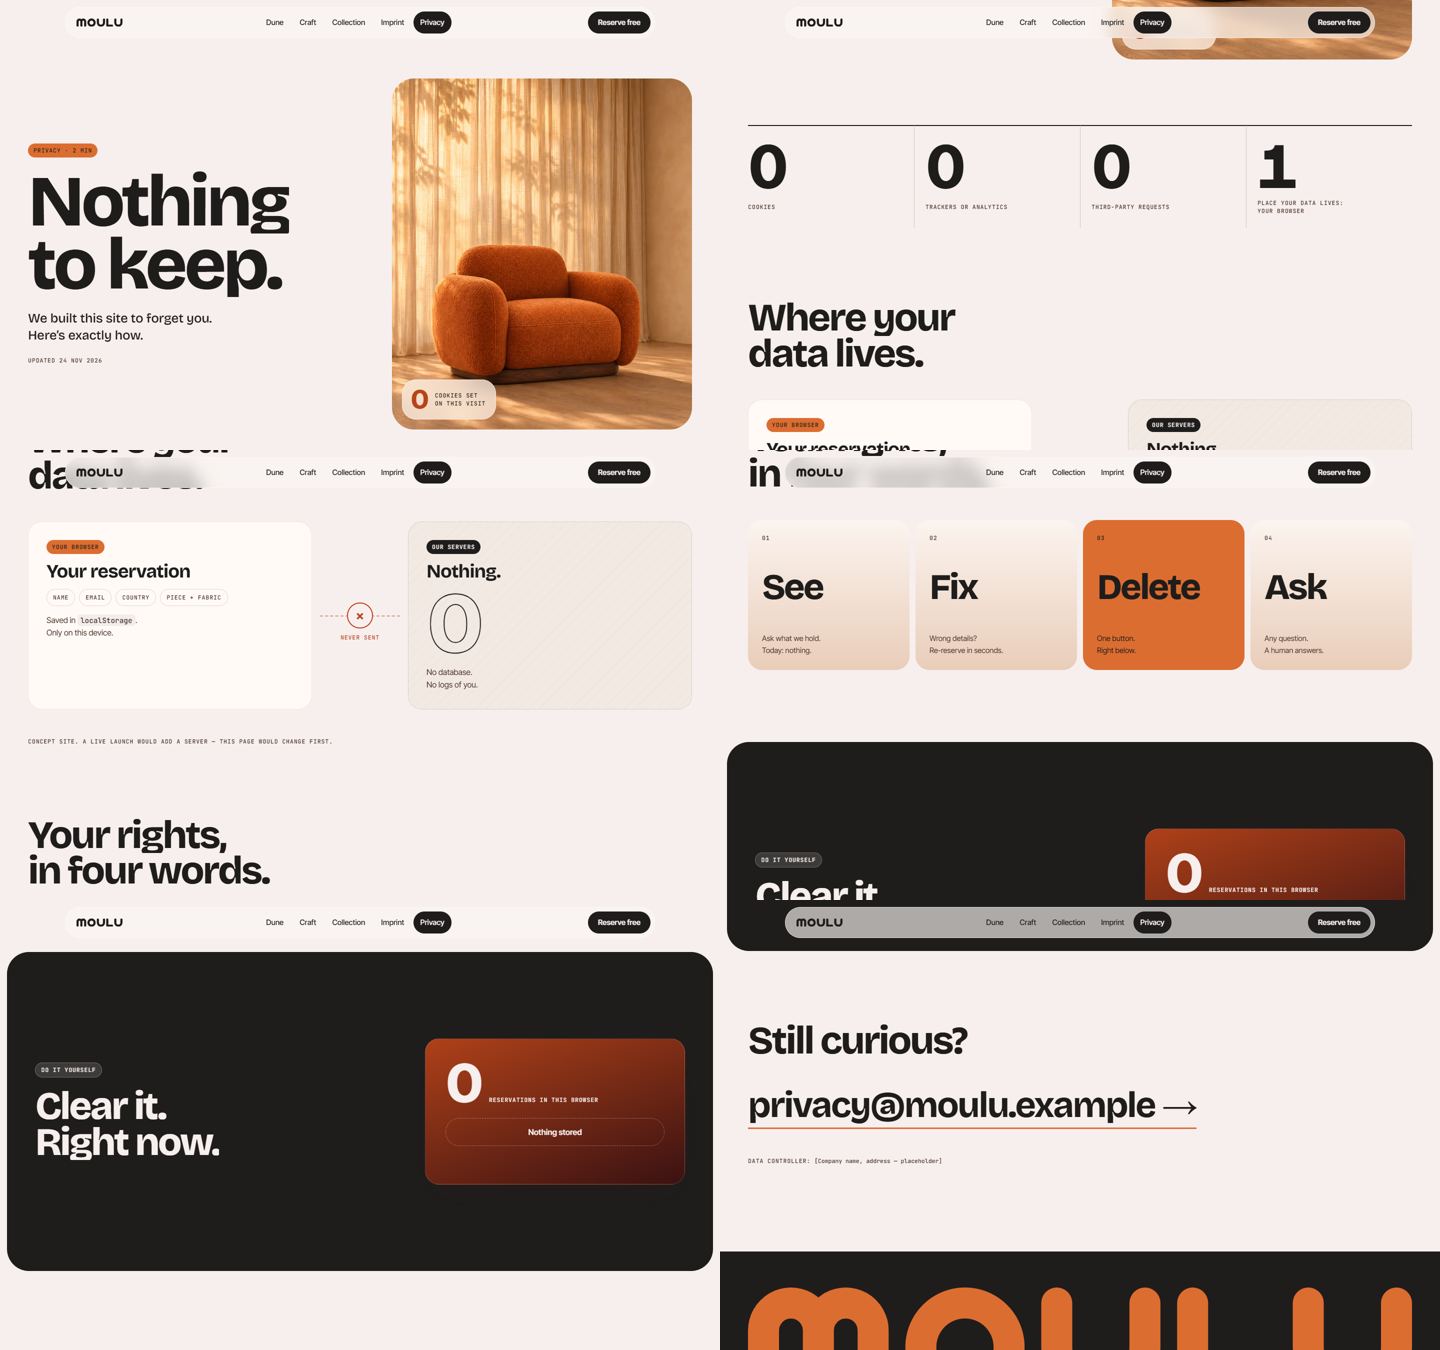 MOULU
Dune Craft Collection Imprint Privacy
Reserve free
PRIVACY · 2 MIN
Nothing
to keep.
We built this site to forget you.
Here's exactly how.
UPDATED 24 NOV 2026
0
COOKIES SET
ON THIS VISIT
MOULU
Dune Craft Collection Imprint Privacy
Reserve free
0
COOKIES
0
TRACKERS OR ANALYTICS
0
THIRD-PARTY REQUESTS
1
PLACE YOUR DATA LIVES:
YOUR BROWSER
Where your
data lives.
YOUR BROWSER
Your reservation
OUR SERVERS
Nothing
Where your
data lives.
MOULU
Dune Craft Collection Imprint Privacy
Reserve free
YOUR BROWSER
Your reservation
NAME EMAIL COUNTRY PIECE + FABRIC
Saved in localStorage.
Only on this device.
NEVER SENT
OUR SERVERS
Nothing.
0
No database.
No logs of you.
CONCEPT SITE. A LIVE LAUNCH WOULD ADD A SERVER — THIS PAGE WOULD CHANGE FIRST.
Your rights,
in four words.
in
MOULU
Dune Craft Collection Imprint Privacy
Reserve free
01
See
Ask what we hold.
Today: nothing.
02
Fix
Wrong details?
Re-reserve in seconds.
03
Delete
One button.
Right below.
04
Ask
Any question.
A human answers.
DO IT YOURSELF
Clear it
0 RESERVATIONS IN THIS BROWSER
MOULU
Dune Craft Collection Imprint Privacy
Reserve free
DO IT YOURSELF
Clear it.
Right now.
0 RESERVATIONS IN THIS BROWSER
Nothing stored
MOULU
Dune Craft Collection Imprint Privacy
Reserve free
Still curious?
privacy@moulu.example →
DATA CONTROLLER: [Company name, address — placeholder]
MOULU